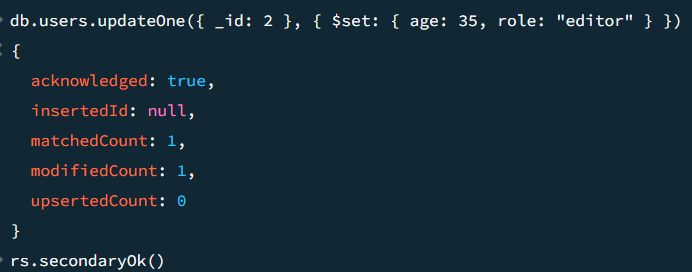 db.users.updateOne({ _id: 2 }, { $set: { age: 35, role: "editor" } })
{
acknowledged: true,
insertedId: null,
matchedCount: 1,
modifiedCount: 1,
upsertedCount: 0
}
rs.secondaryOk()